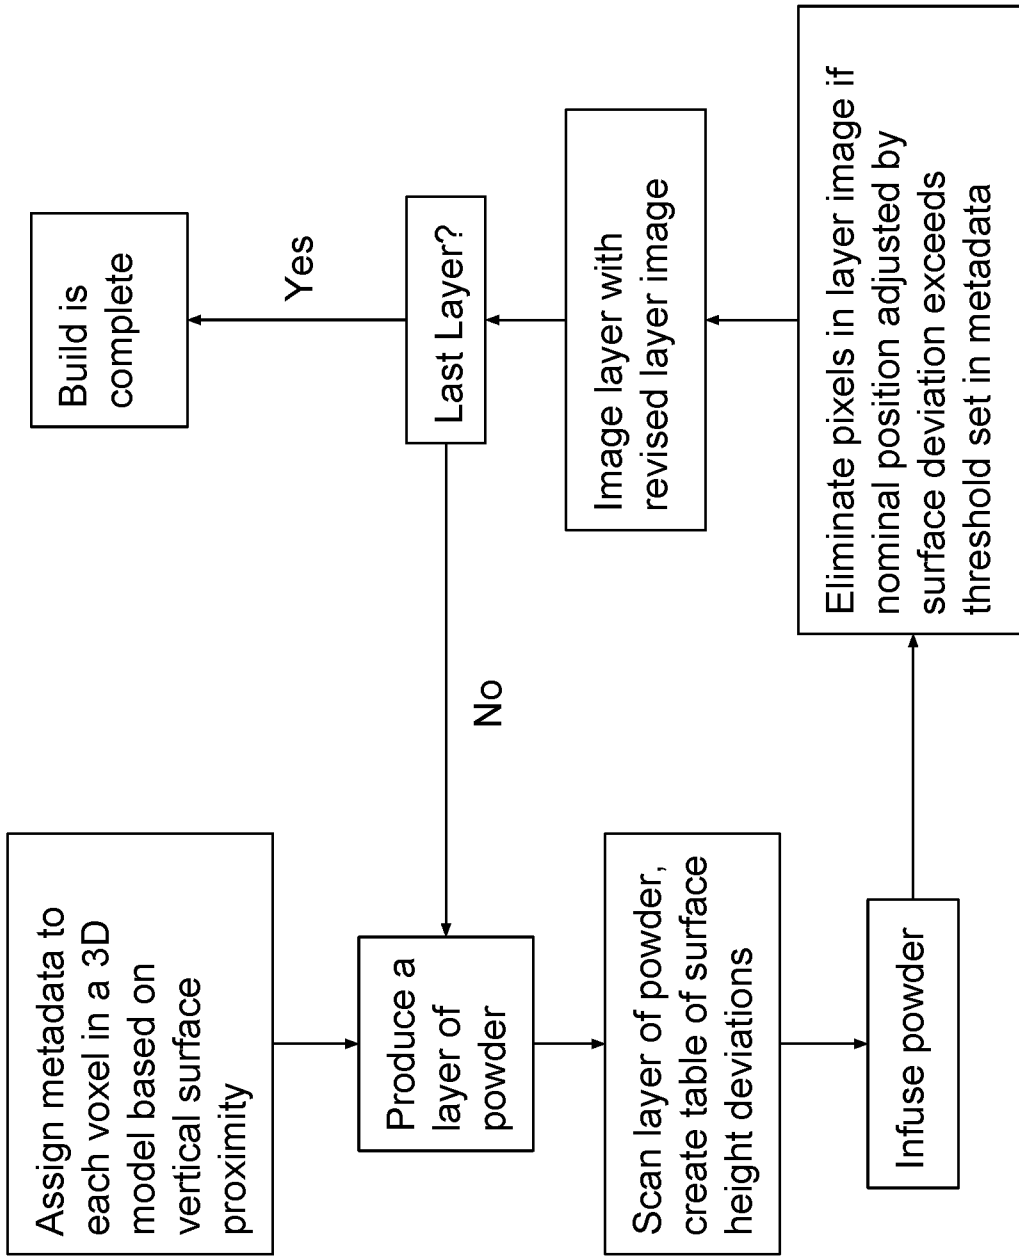 Assign metadata to
each voxel in a 3D
model based on
vertical surface
proximity
Produce a
layer of
powder
Scan layer of powder,
create table of surface
height deviations
Infuse powder
Eliminate pixels in layer image if
nominal position adjusted by
surface deviation exceeds
threshold set in metadata
Image layer with
revised layer image
Last Layer?
No
Yes
Build is
complete